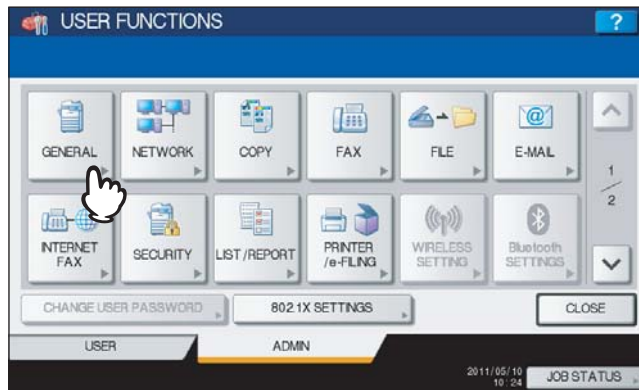 USER FUNCTIONS
?
GENERAL
NETWORK
COPY
FAX
FILE
E-MAIL
1
2
INTERNET
FAX
SECURITY
LIST/REPORT
PRINTER
/e-FILING
WIRELESS
SETTING
Bluetooth
SETTINGS
CHANGE USER PASSWORD
802.1X SETTINGS
CLOSE
USER
ADMIN
2011/05/10
10:24
JOB STATUS